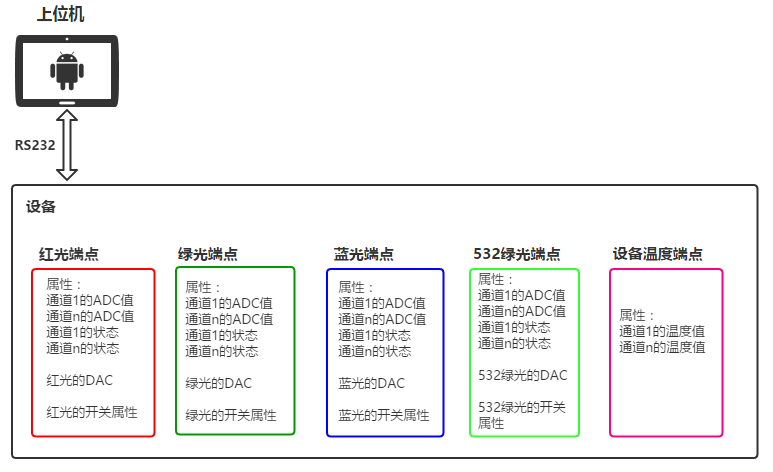 上位机
RS232
设备
红光端点
属性：
通道1的ADC值
通道n的ADC值
通道1的状态
通道n的状态
红光的DAC
红光的开关属性
绿光端点
属性：
通道1的ADC值
通道n的ADC值
通道1的状态
通道n的状态
绿光的DAC
绿光的开关属性
蓝光端点
属性：
通道1的ADC值
通道n的ADC值
通道1的状态
通道n的状态
蓝光的DAC
蓝光的开关属性
532绿光端点
属性：
通道1的ADC值
通道n的ADC值
通道1的状态
通道n的状态
532绿光的DAC
532绿光的开关
属性
设备温度端点
属性：
通道1的温度值
通道n的温度值